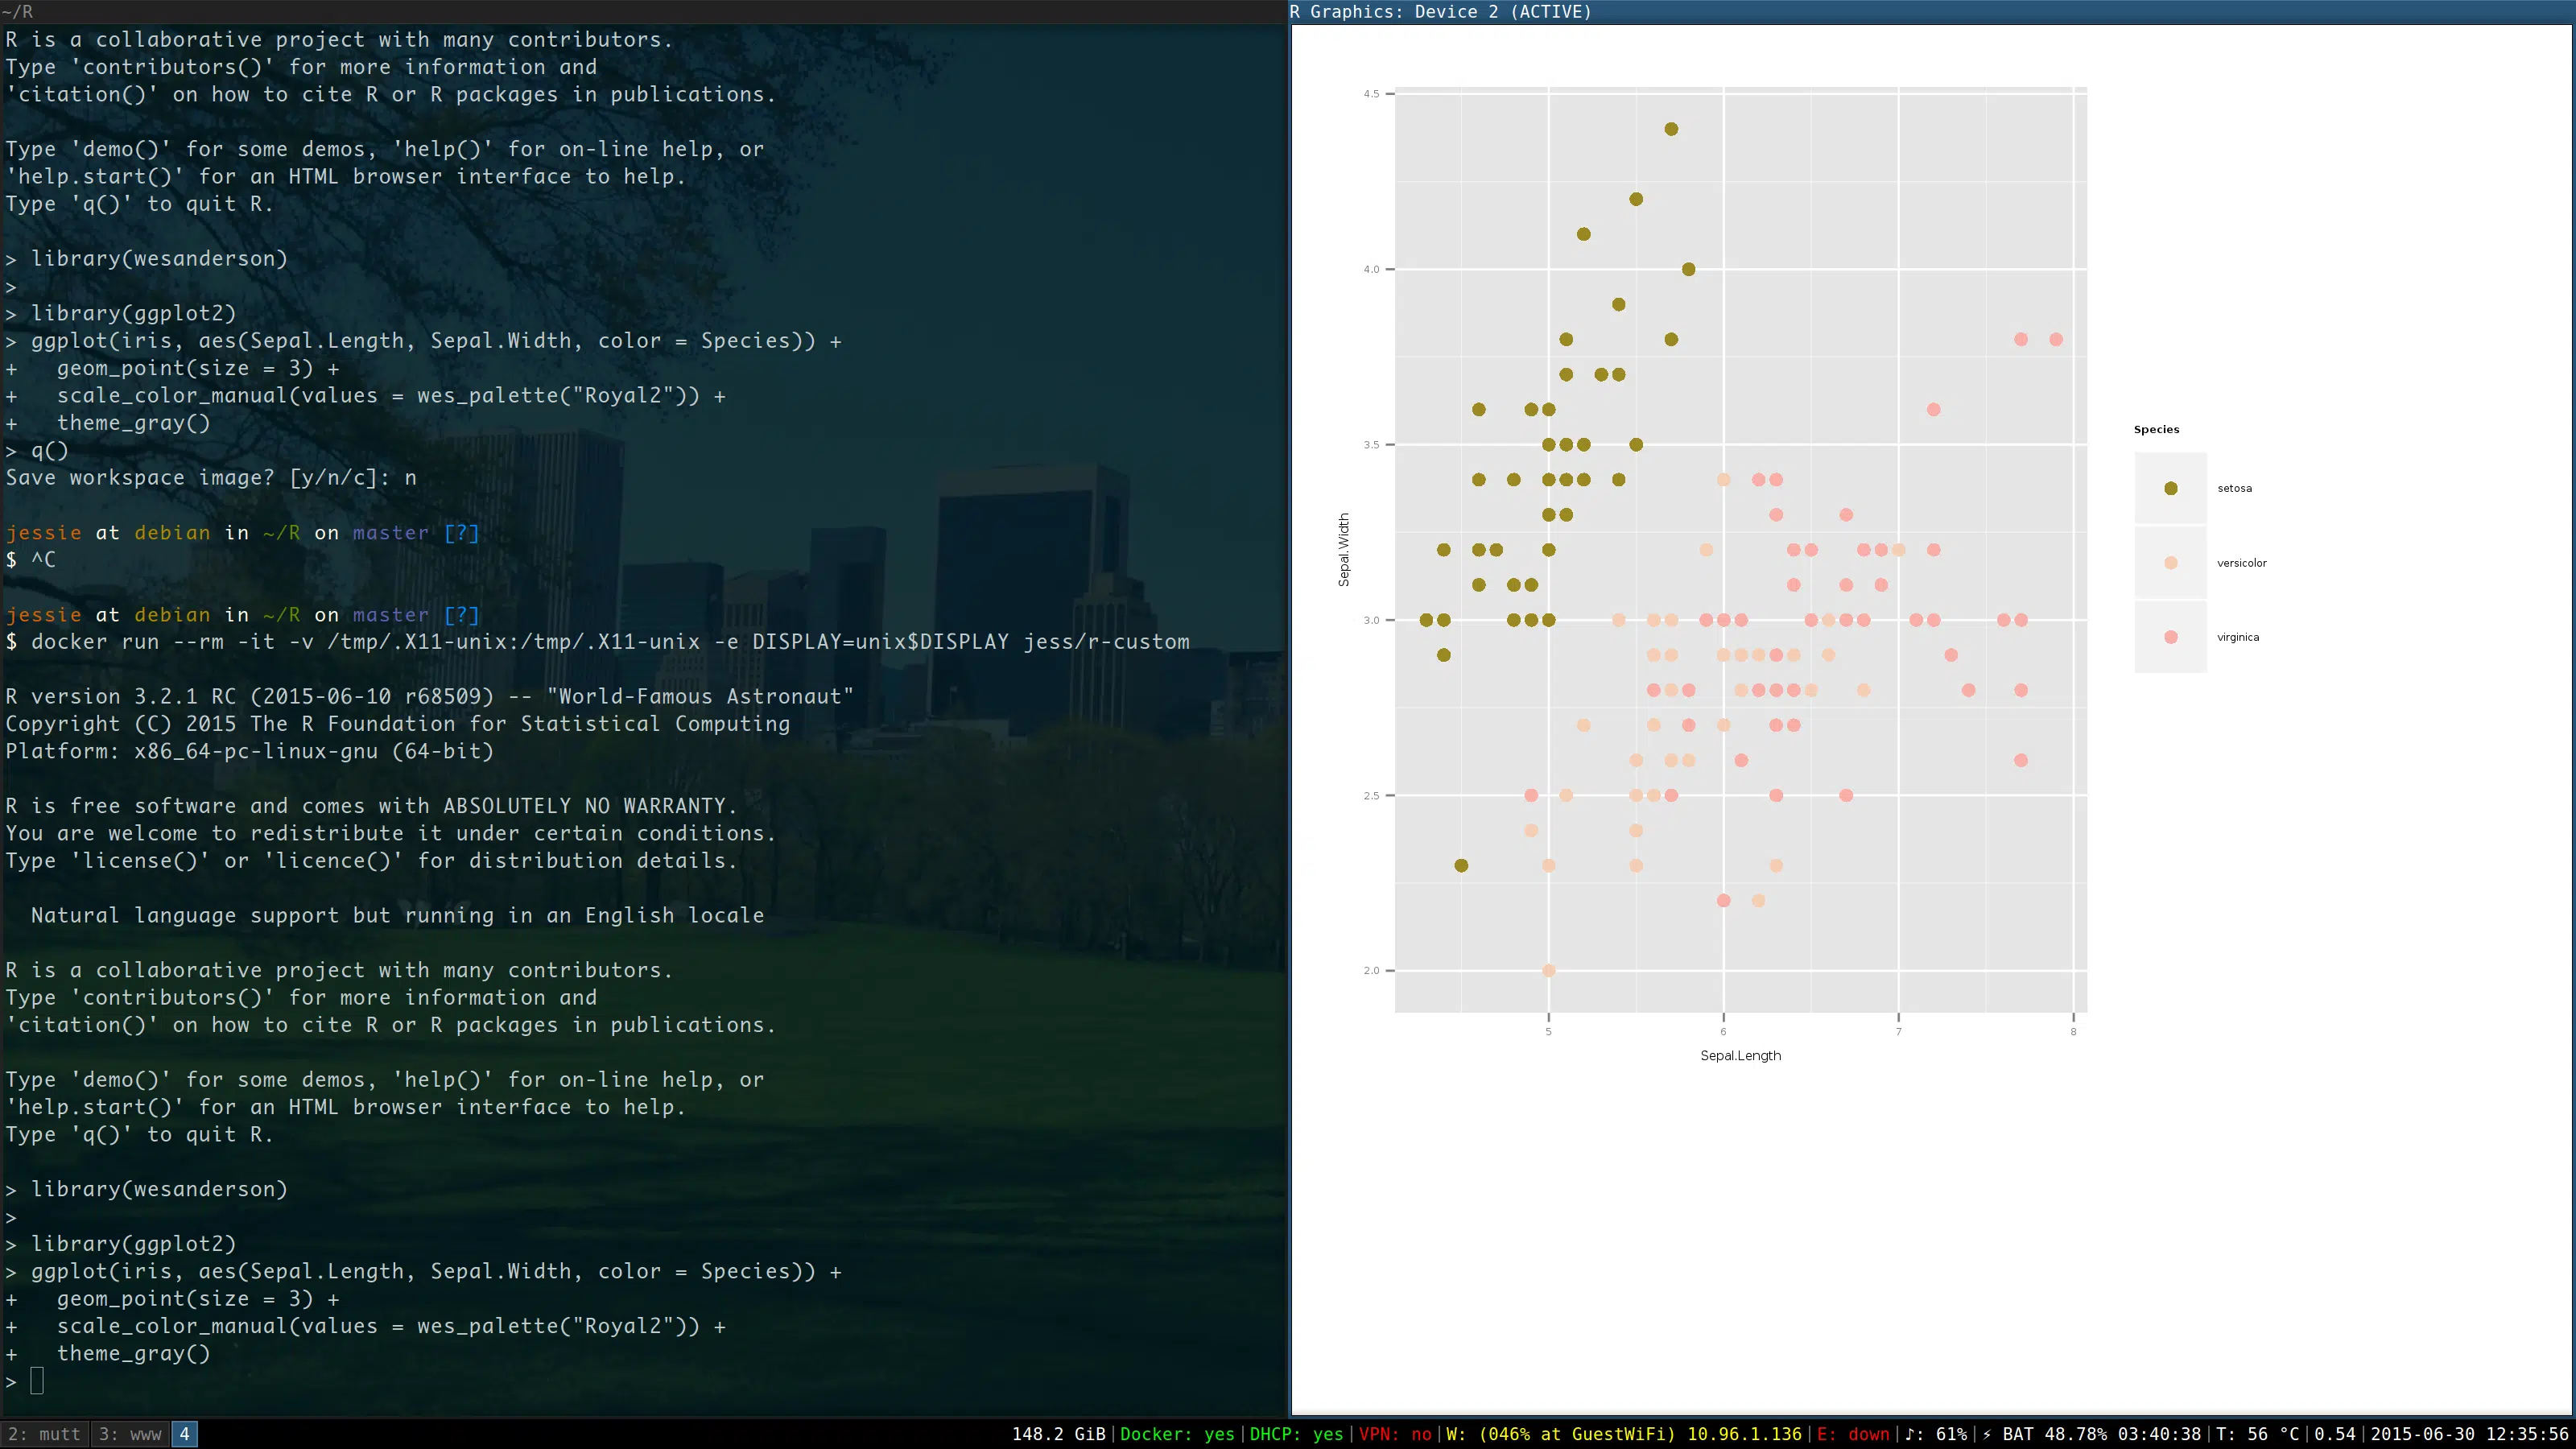 ~/R
R is a collaborative project with many contributors.
Type 'contributors()' for more information and
'citation()' on how to cite R or R packages in publications.
Type 'demo()' for some demos, 'help()' for on-line help, or
'help.start()' for an HTML browser interface to help.
Type 'q()' to quit R.
> library(wesanderson)
>
> library(ggplot2)
> ggplot(iris, aes(Sepal.Length, Sepal.Width, color = Species)) +
+   geom_point(size = 3) +
+   scale_color_manual(values = wes_palette("Royal2")) +
+   theme_gray()
> q()
Save workspace image? [y/n/c]: n
jessie at debian in ~/R on master [?]
$ ^C
jessie at debian in ~/R on master [?]
$ docker run --rm -it -v /tmp/.X11-unix:/tmp/.X11-unix -e DISPLAY=unix$DISPLAY jess/r-custom
R version 3.2.1 RC (2015-06-10 r68509) -- "World-Famous Astronaut"
Copyright (C) 2015 The R Foundation for Statistical Computing
Platform: x86_64-pc-linux-gnu (64-bit)
R is free software and comes with ABSOLUTELY NO WARRANTY.
You are welcome to redistribute it under certain conditions.
Type 'license()' or 'licence()' for distribution details.
Natural language support but running in an English locale
R is a collaborative project with many contributors.
Type 'contributors()' for more information and
'citation()' on how to cite R or R packages in publications.
Type 'demo()' for some demos, 'help()' for on-line help, or
'help.start()' for an HTML browser interface to help.
Type 'q()' to quit R.
> library(wesanderson)
>
> library(ggplot2)
> ggplot(iris, aes(Sepal.Length, Sepal.Width, color = Species)) +
+   geom_point(size = 3) +
+   scale_color_manual(values = wes_palette("Royal2")) +
+   theme_gray()
>
R Graphics: Device 2 (ACTIVE)
4.5
4.0
3.5
3.0
2.5
2.0
Sepal.Width
5 6 7 8
Sepal.Length
Species
setosa
versicolor
virginica
2: mutt 3: www 4
148.2 GiB|Docker: yes|DHCP: yes|VPN: no|W: (046% at GuestWiFi) 10.96.1.136|E: down|♪: 61%|⚡ BAT 48.78% 03:40:38|T: 56 °C|0.54|2015-06-30 12:35:56